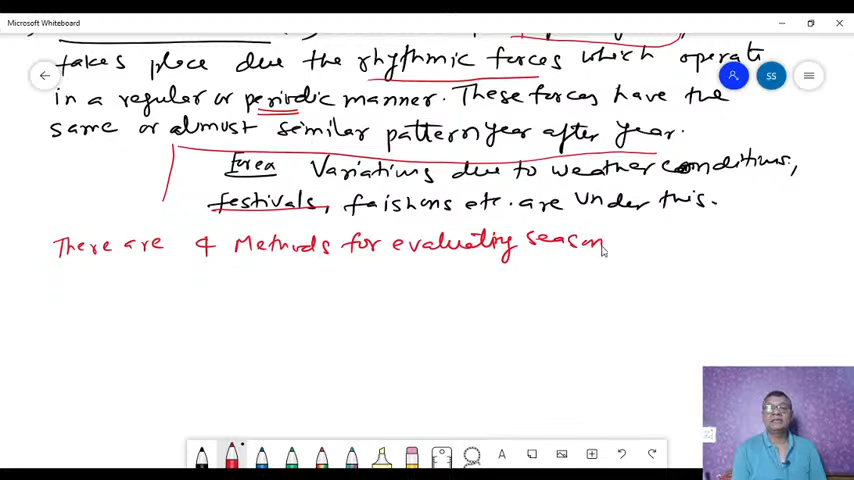 Microsoft Whiteboard
takes place due the rhythmic forces which operate
in a regular or periodic manner. These forces have the
SS
same or almost similar pattern year after year.
Forex Variations due to weather conditions,
festivals, faishons etc. are under this.
There are 4 Methods for evaluating season
A